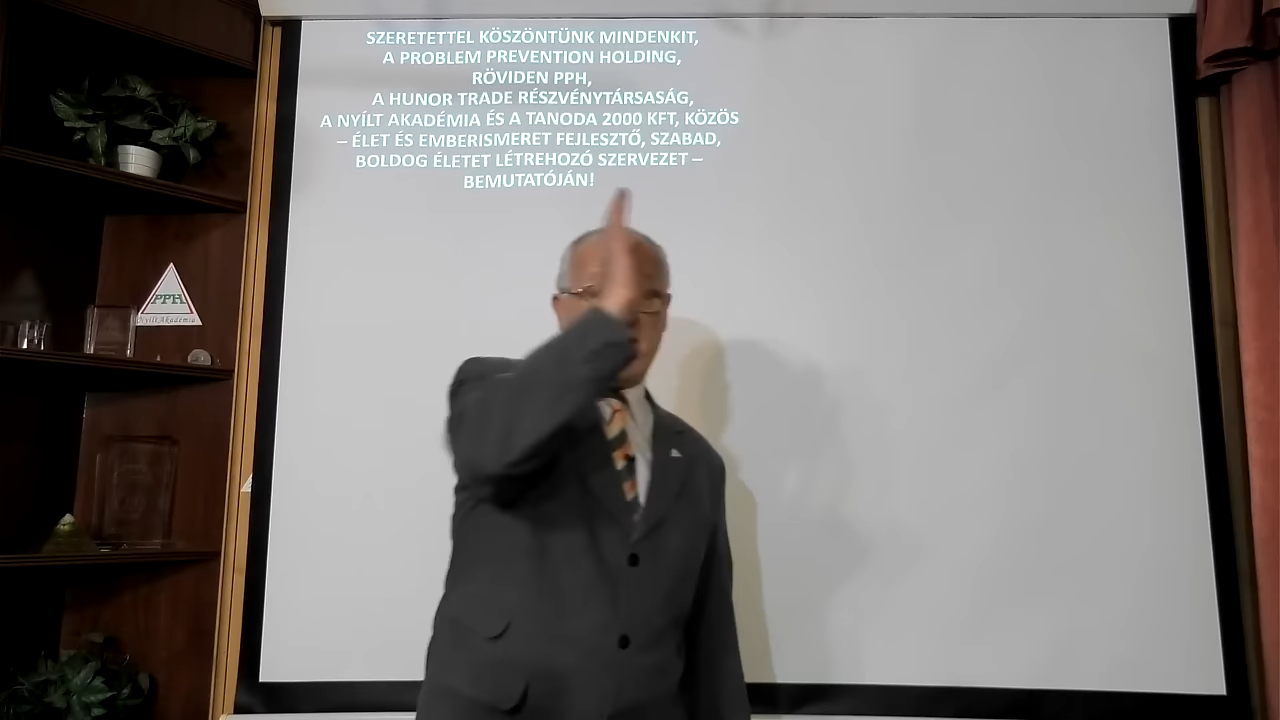 SZERETETTEL KÖSZÖNTÜNK MINDENKIT,
A PROBLEM PREVENTION HOLDING,
RÖVIDEN PPH,
A HUNOR TRADE RÉSZVÉNYTÁRSASÁG,
A NYÍLT AKADÉMIA ÉS A TANODA 2000 KFT, KÖZÖS
– ÉLET ÉS EMBERISMERET FEJLESZTŐ, SZABAD,
BOLDOG ÉLETET LÉTREHOZÓ SZERVEZET –
BEMUTATÓJÁN!
PPH
Nyílt Akadémia